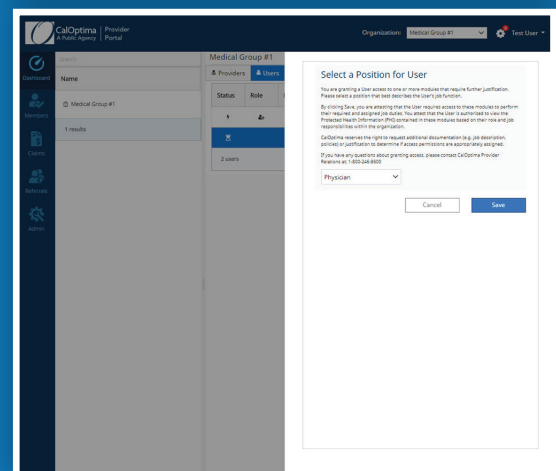 CalOptima
A Public Agency
Provider
Portal
Organization:
Medical Group #1
Test User
Dashboard
Members
Claims
Referrals
Admin
Search
Name
Medical Group #1
1 results
Medical Group #1
Providers
Users
Status
Role
2 users
Select a Position for User
You are granting a User access to one or more modules that require further justification.
Please select a position that best describes the User's job function.
By clicking Save, you are attesting that the User requires access to these modules to perform
their required and assigned job duties. You attest that the User is authorized to view the
Protected Health Information (PHI) contained in these modules based on their role and job
responsibilities within the organization.
CalOptima reserves the right to request additional documentation (e.g. job description,
policies) or justification to determine if access permissions are appropriately assigned.
If you have any questions about granting access, please contact CalOptima Provider
Relations at: 1-800-246-8600
Physician
Cancel
Save